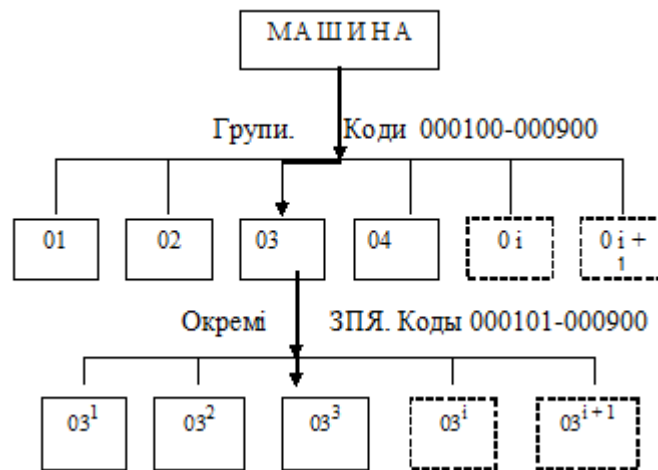 МАШИНА
Групи. Коди 000100-000900
01 02 03 04 0 i 0 i +
1
Окремі ЗПЯ. Коды 000101-000900
03¹ 03² 03³ 03ⁱ 03ⁱ⁺¹